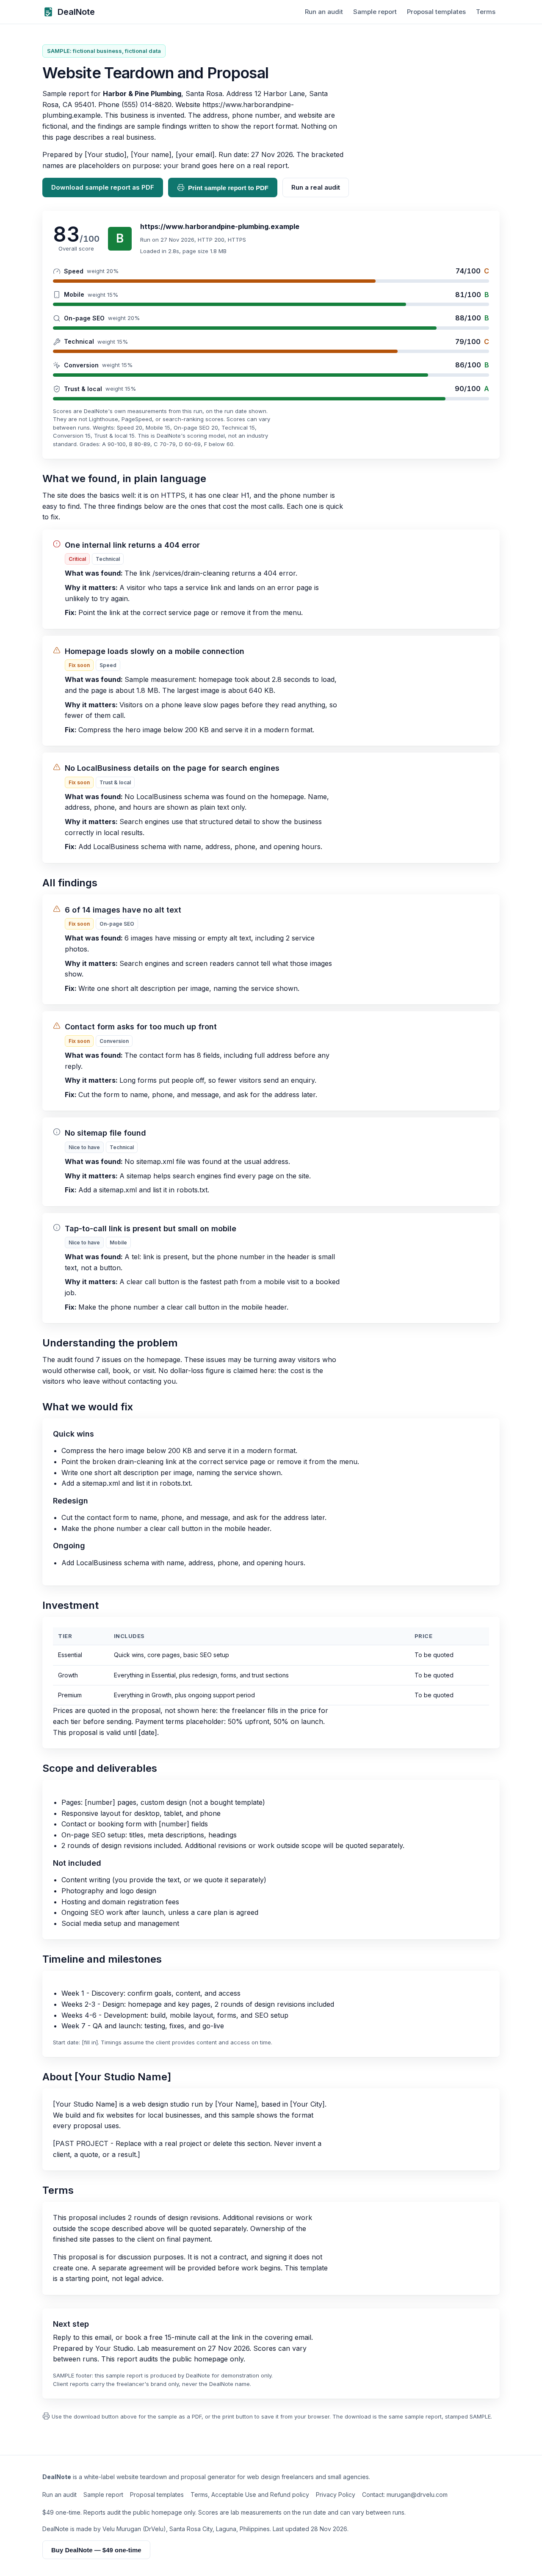 DealNote
Run an audit
Sample report
Proposal templates
Terms
SAMPLE: fictional business, fictional data
Website Teardown and Proposal
Sample report for Harbor & Pine Plumbing, Santa Rosa. Address 12 Harbor Lane, Santa
Rosa, CA 95401. Phone (555) 014-8820. Website https://www.harborandpine-
plumbing.example. This business is invented. The address, phone number, and website are
fictional, and the findings are sample findings written to show the report format. Nothing on
this page describes a real business.
Prepared by [Your studio], [Your name], [your email]. Run date: 27 Nov 2026. The bracketed
names are placeholders on purpose: your brand goes here on a real report.
Download sample report as PDF
Print sample report to PDF
Run a real audit
83/100
Overall score
B
https://www.harborandpine-plumbing.example
Run on 27 Nov 2026, HTTP 200, HTTPS
Loaded in 2.8s, page size 1.8 MB
Speed weight 20% 74/100 C
Mobile weight 15% 81/100 B
On-page SEO weight 20% 88/100 B
Technical weight 15% 79/100 C
Conversion weight 15% 86/100 B
Trust & local weight 15% 90/100 A
Scores are DealNote's own measurements from this run, on the run date shown.
They are not Lighthouse, PageSpeed, or search-ranking scores. Scores can vary
between runs. Weights: Speed 20, Mobile 15, On-page SEO 20, Technical 15,
Conversion 15, Trust & local 15. This is DealNote's scoring model, not an industry
standard. Grades: A 90-100, B 80-89, C 70-79, D 60-69, F below 60.
What we found, in plain language
The site does the basics well: it is on HTTPS, it has one clear H1, and the phone number is
easy to find. The three findings below are the ones that cost the most calls. Each one is quick
to fix.
One internal link returns a 404 error
Critical Technical
What was found: The link /services/drain-cleaning returns a 404 error.
Why it matters: A visitor who taps a service link and lands on an error page is
unlikely to try again.
Fix: Point the link at the correct service page or remove it from the menu.
Homepage loads slowly on a mobile connection
Fix soon Speed
What was found: Sample measurement: homepage took about 2.8 seconds to load,
and the page is about 1.8 MB. The largest image is about 640 KB.
Why it matters: Visitors on a phone leave slow pages before they read anything, so
fewer of them call.
Fix: Compress the hero image below 200 KB and serve it in a modern format.
No LocalBusiness details on the page for search engines
Fix soon Trust & local
What was found: No LocalBusiness schema was found on the homepage. Name,
address, phone, and hours are shown as plain text only.
Why it matters: Search engines use that structured detail to show the business
correctly in local results.
Fix: Add LocalBusiness schema with name, address, phone, and opening hours.
All findings
6 of 14 images have no alt text
Fix soon On-page SEO
What was found: 6 images have missing or empty alt text, including 2 service
photos.
Why it matters: Search engines and screen readers cannot tell what those images
show.
Fix: Write one short alt description per image, naming the service shown.
Contact form asks for too much up front
Fix soon Conversion
What was found: The contact form has 8 fields, including full address before any
reply.
Why it matters: Long forms put people off, so fewer visitors send an enquiry.
Fix: Cut the form to name, phone, and message, and ask for the address later.
No sitemap file found
Nice to have Technical
What was found: No sitemap.xml file was found at the usual address.
Why it matters: A sitemap helps search engines find every page on the site.
Fix: Add a sitemap.xml and list it in robots.txt.
Tap-to-call link is present but small on mobile
Nice to have Mobile
What was found: A tel: link is present, but the phone number in the header is small
text, not a button.
Why it matters: A clear call button is the fastest path from a mobile visit to a booked
job.
Fix: Make the phone number a clear call button in the mobile header.
Understanding the problem
The audit found 7 issues on the homepage. These issues may be turning away visitors who
would otherwise call, book, or visit. No dollar-loss figure is claimed here: the cost is the
visitors who leave without contacting you.
What we would fix
Quick wins
• Compress the hero image below 200 KB and serve it in a modern format.
• Point the broken drain-cleaning link at the correct service page or remove it from the menu.
• Write one short alt description per image, naming the service shown.
• Add a sitemap.xml and list it in robots.txt.
Redesign
• Cut the contact form to name, phone, and message, and ask for the address later.
• Make the phone number a clear call button in the mobile header.
Ongoing
• Add LocalBusiness schema with name, address, phone, and opening hours.
Investment
TIER INCLUDES PRICE
Essential Quick wins, core pages, basic SEO setup To be quoted
Growth Everything in Essential, plus redesign, forms, and trust sections To be quoted
Premium Everything in Growth, plus ongoing support period To be quoted
Prices are quoted in the proposal, not shown here: the freelancer fills in the price for
each tier before sending. Payment terms placeholder: 50% upfront, 50% on launch.
This proposal is valid until [date].
Scope and deliverables
• Pages: [number] pages, custom design (not a bought template)
• Responsive layout for desktop, tablet, and phone
• Contact or booking form with [number] fields
• On-page SEO setup: titles, meta descriptions, headings
• 2 rounds of design revisions included. Additional revisions or work outside scope will be quoted separately.
Not included
• Content writing (you provide the text, or we quote it separately)
• Photography and logo design
• Hosting and domain registration fees
• Ongoing SEO work after launch, unless a care plan is agreed
• Social media setup and management
Timeline and milestones
• Week 1 - Discovery: confirm goals, content, and access
• Weeks 2-3 - Design: homepage and key pages, 2 rounds of design revisions included
• Weeks 4-6 - Development: build, mobile layout, forms, and SEO setup
• Week 7 - QA and launch: testing, fixes, and go-live
Start date: [fill in]. Timings assume the client provides content and access on time.
About [Your Studio Name]
[Your Studio Name] is a web design studio run by [Your Name], based in [Your City].
We build and fix websites for local businesses, and this sample shows the format
every proposal uses.
[PAST PROJECT - Replace with a real project or delete this section. Never invent a
client, a quote, or a result.]
Terms
This proposal includes 2 rounds of design revisions. Additional revisions or work
outside the scope described above will be quoted separately. Ownership of the
finished site passes to the client on final payment.
This proposal is for discussion purposes. It is not a contract, and signing it does not
create one. A separate agreement will be provided before work begins. This template
is a starting point, not legal advice.
Next step
Reply to this email, or book a free 15-minute call at the link in the covering email.
Prepared by Your Studio. Lab measurement on 27 Nov 2026. Scores can vary
between runs. This report audits the public homepage only.
SAMPLE footer: this sample report is produced by DealNote for demonstration only.
Client reports carry the freelancer's brand only, never the DealNote name.
Use the download button above for the sample as a PDF, or the print button to save it from your browser. The download is the same sample report, stamped SAMPLE.
DealNote is a white-label website teardown and proposal generator for web design freelancers and small agencies.
Run an audit
Sample report
Proposal templates
Terms, Acceptable Use and Refund policy
Privacy Policy
Contact: murugan@drvelu.com
$49 one-time. Reports audit the public homepage only. Scores are lab measurements on the run date and can vary between runs.
DealNote is made by Velu Murugan (DrVelu), Santa Rosa City, Laguna, Philippines. Last updated 28 Nov 2026.
Buy DealNote — $49 one-time